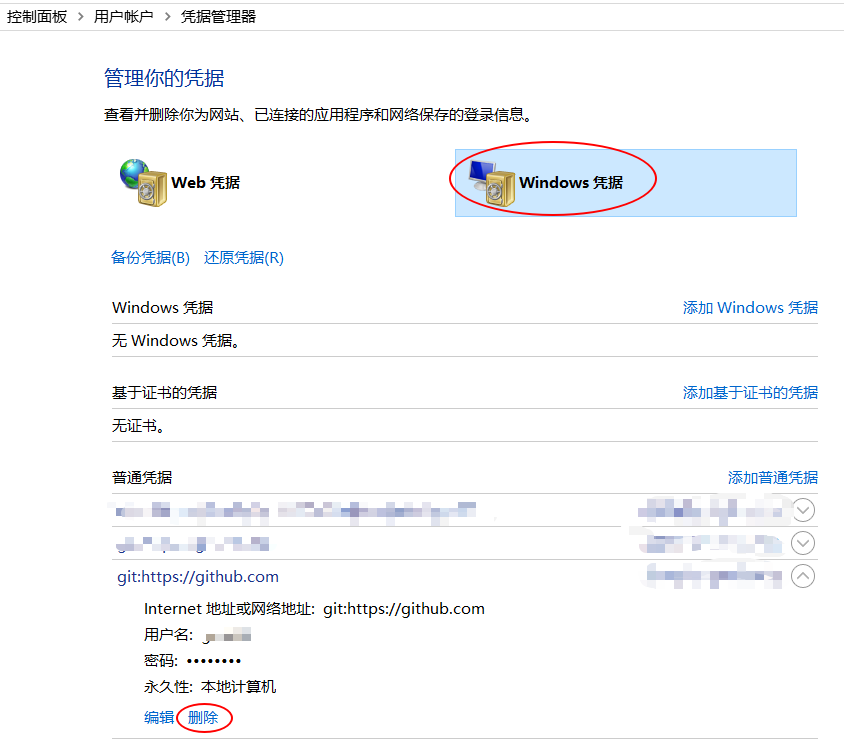 控制面板 > 用户帐户 > 凭据管理器
管理你的凭据
查看并删除你为网站、已连接的应用程序和网络保存的登录信息。
Web 凭据
Windows 凭据
备份凭据(B) 还原凭据(R)
Windows 凭据 添加 Windows 凭据
无 Windows 凭据。
基于证书的凭据 添加基于证书的凭据
无证书。
普通凭据 添加普通凭据
git:https://github.com
Internet 地址或网络地址: git:https://github.com
用户名:
密码: ••••••••
永久性: 本地计算机
编辑 删除